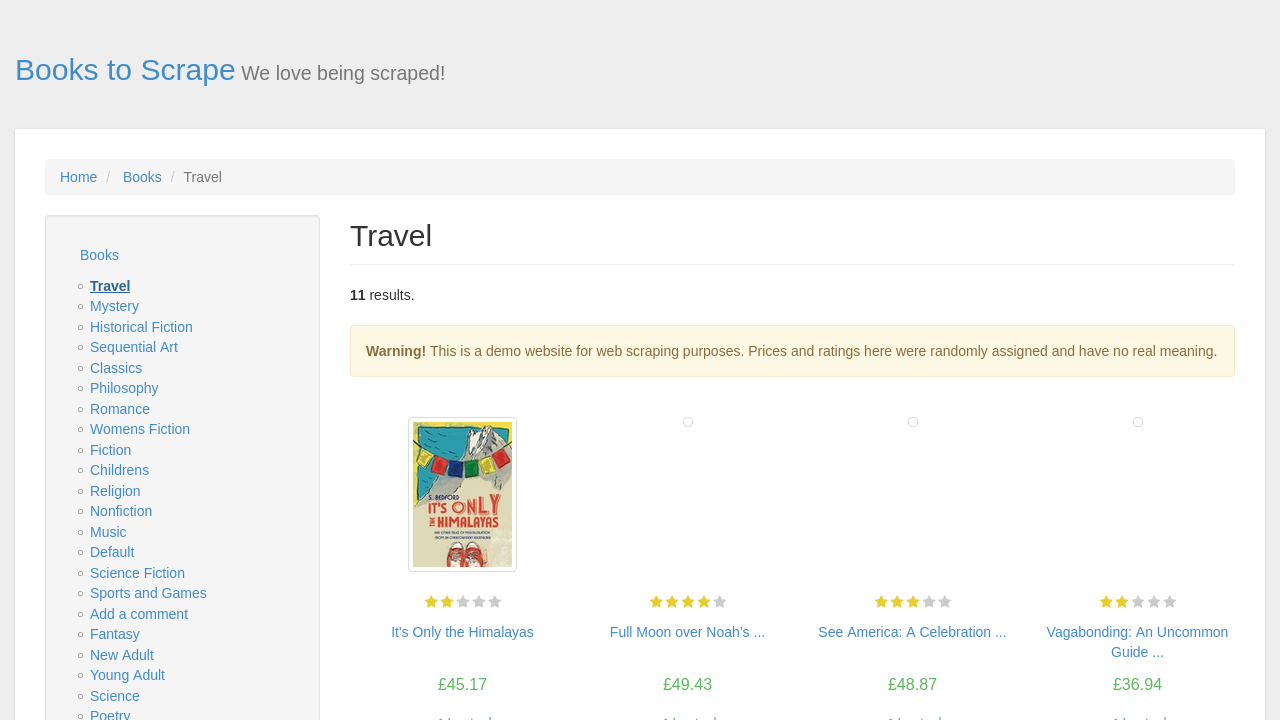 Books to Scrape We love being scraped!
Home / Books / Travel
Books
Travel
Mystery
Historical Fiction
Sequential Art
Classics
Philosophy
Romance
Womens Fiction
Fiction
Childrens
Religion
Nonfiction
Music
Default
Science Fiction
Sports and Games
Add a comment
Fantasy
New Adult
Young Adult
Science
Poetry
Travel
11 results.
Warning! This is a demo website for web scraping purposes. Prices and ratings here were randomly assigned and have no real meaning.
S. BEDFORD
IT'S ONLY
THE HIMALAYAS
It's Only the Himalayas
£45.17
Full Moon over Noah's ...
£49.43
See America: A Celebration ...
£48.87
Vagabonding: An Uncommon
Guide ...
£36.94